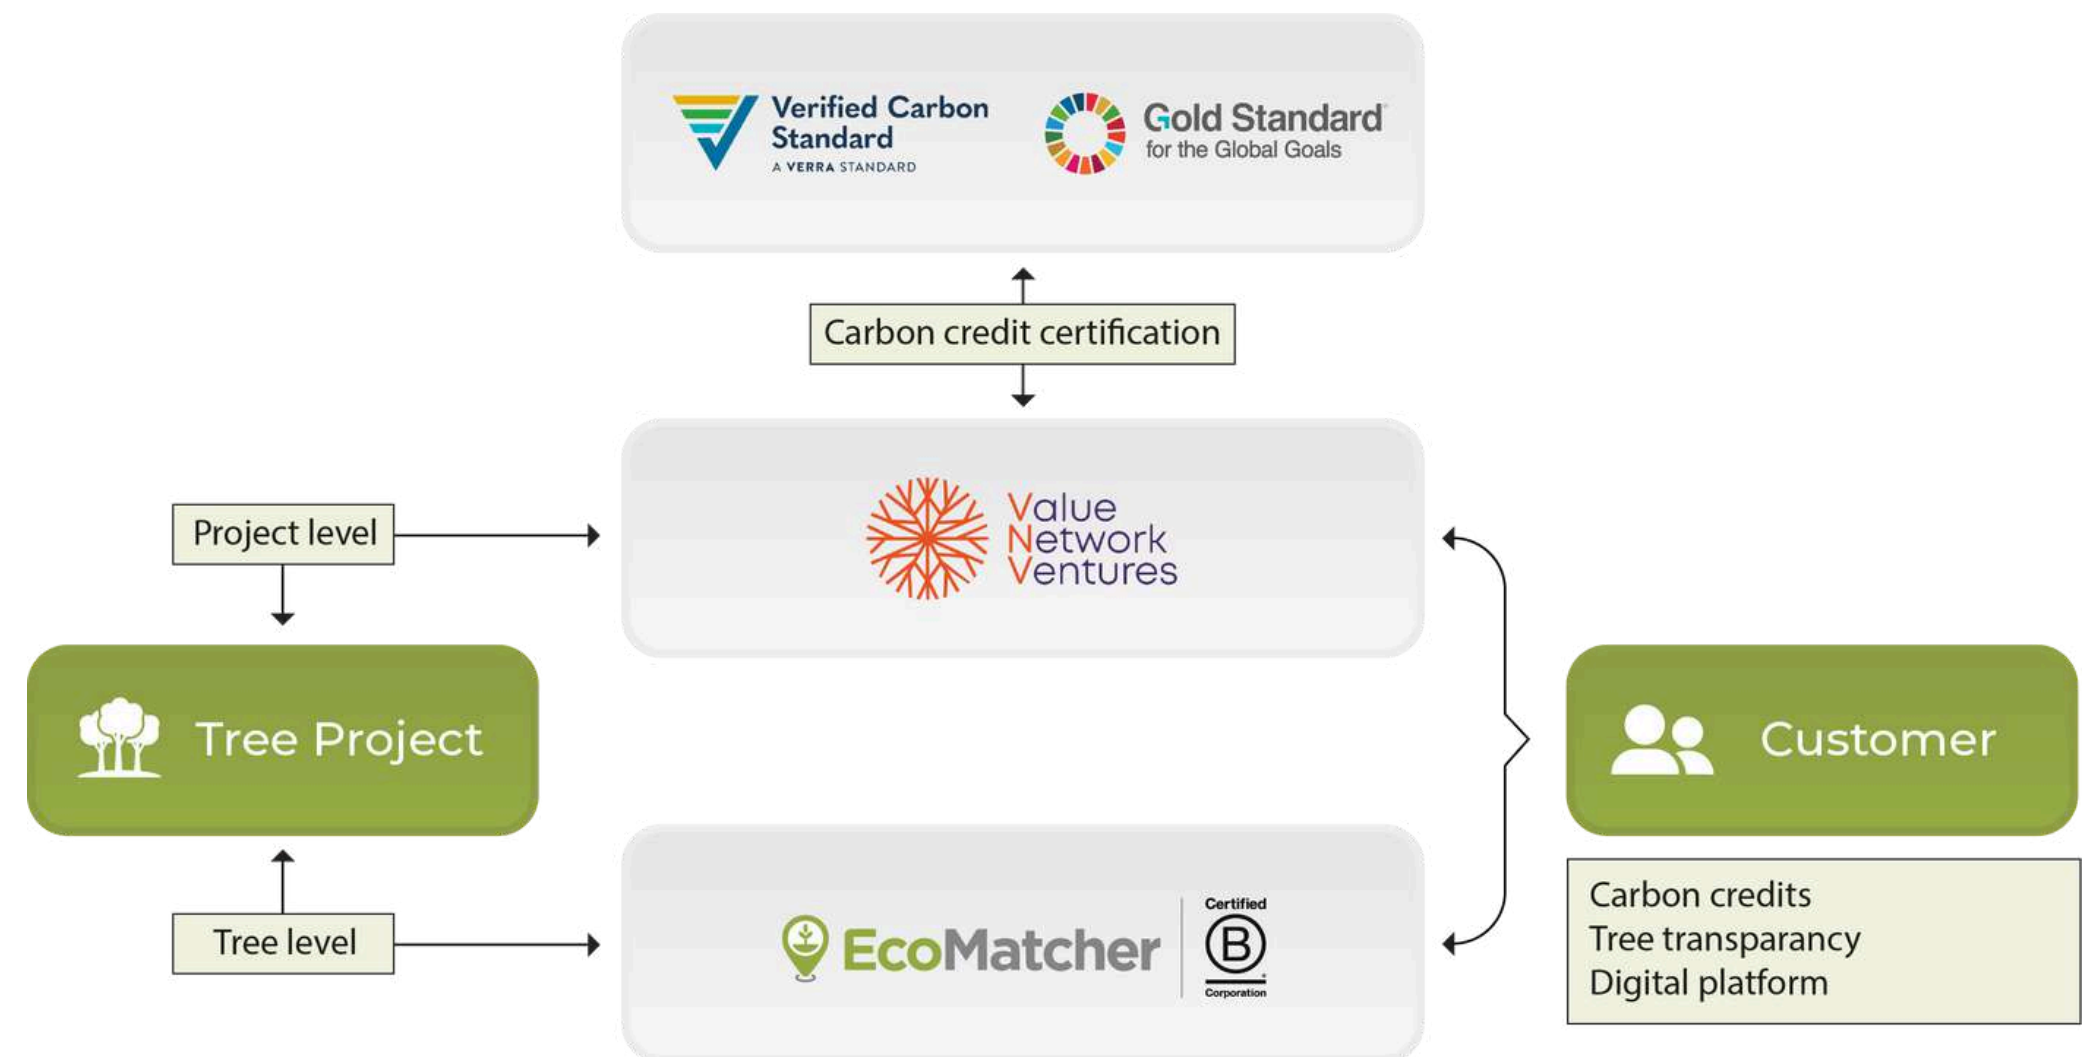 Verified Carbon
Standard
A VERRA STANDARD
Gold Standard
for the Global Goals
Carbon credit certification
Project level
Value
Network
Ventures
Tree Project
Customer
Tree level
EcoMatcher
Certified
B
Corporation
Carbon credits
Tree transparancy
Digital platform